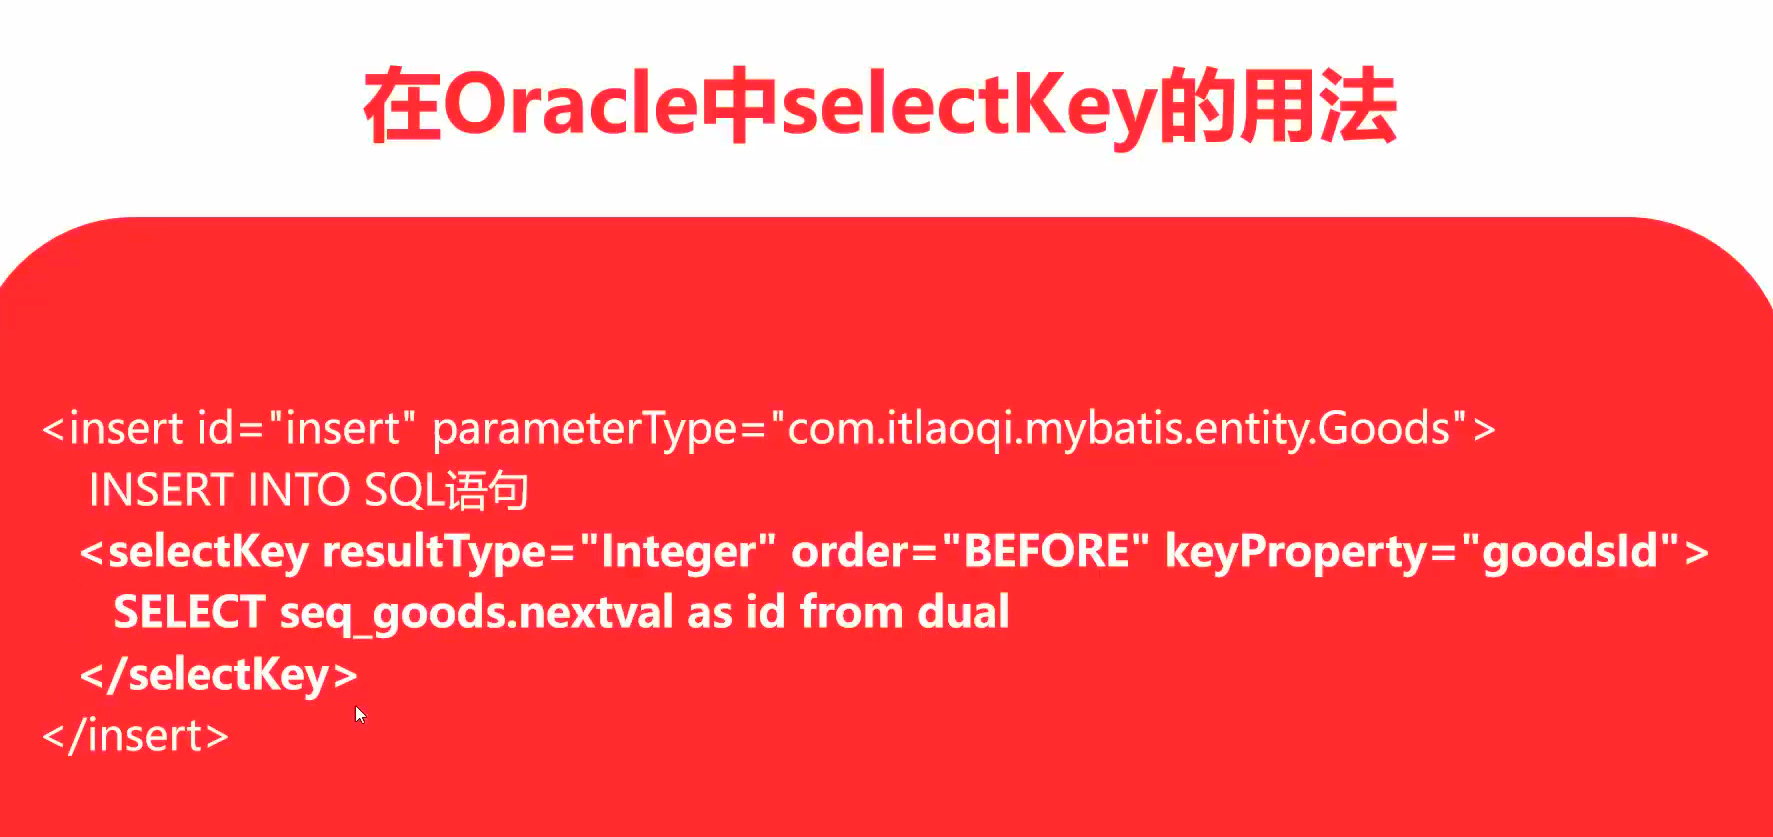 在Oracle中selectKey的用法
<insert id="insert" parameterType="com.itlaoqi.mybatis.entity.Goods">
INSERT INTO SQL语句
<selectKey resultType="Integer" order="BEFORE" keyProperty="goodsId">
SELECT seq_goods.nextval as id from dual
</selectKey>
</insert>